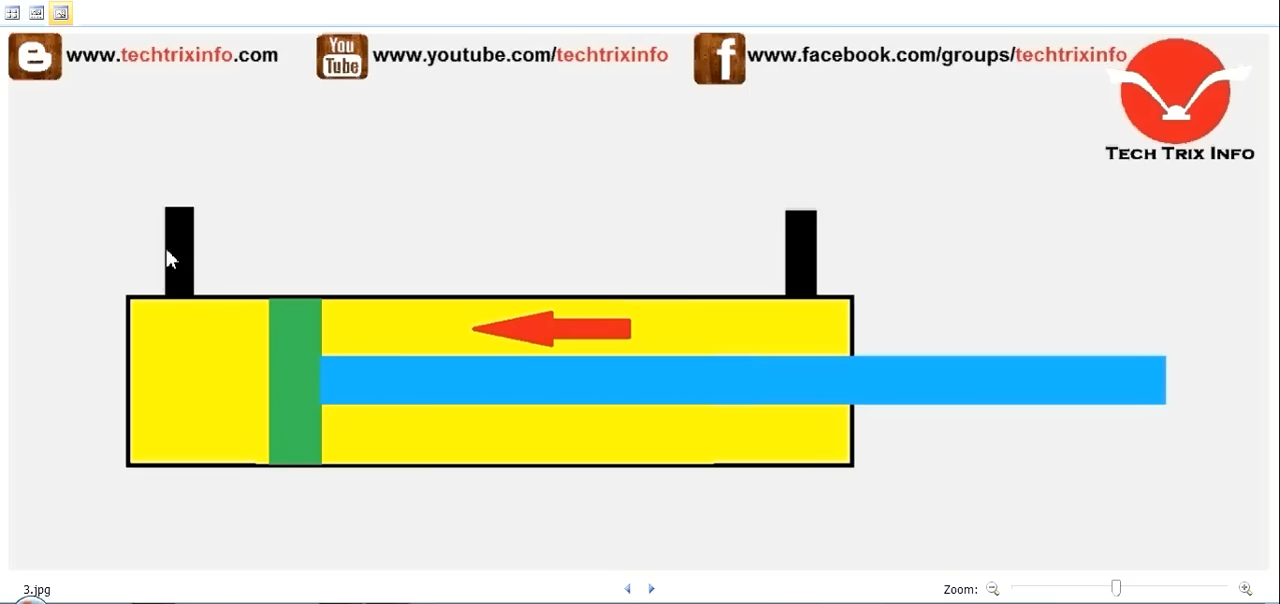 www.techtrixinfo.com
You
Tube
www.youtube.com/techtrixinfo
f
www.facebook.com/groups/techtrixinfo
TECH TRIX INFO
3.jpg
Zoom: